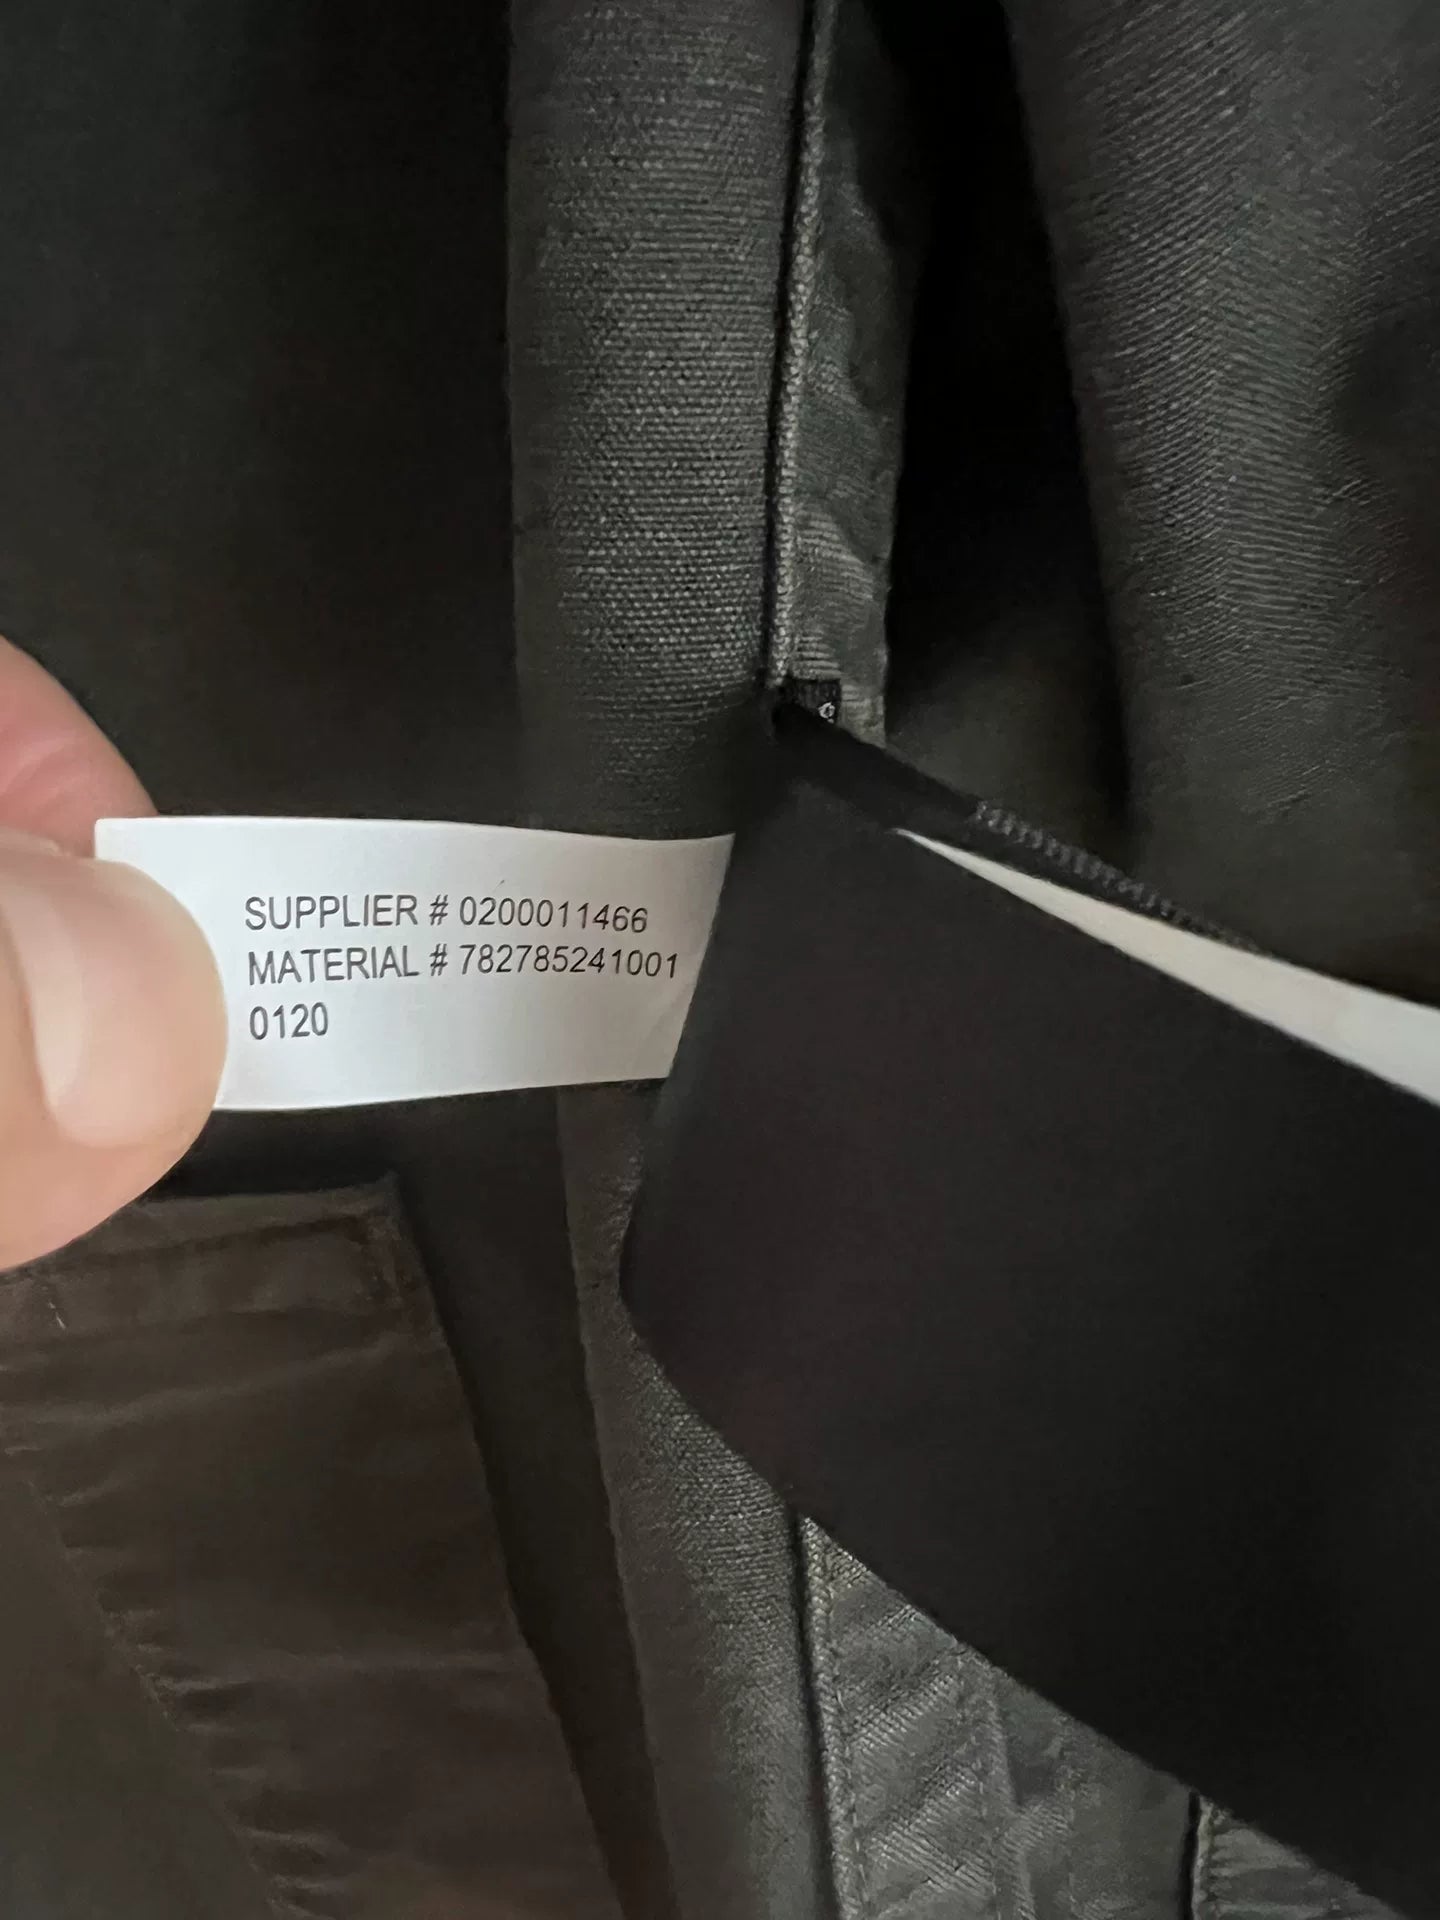 SUPPLIER # 0200011466
MATERIAL # 782785241001
0120